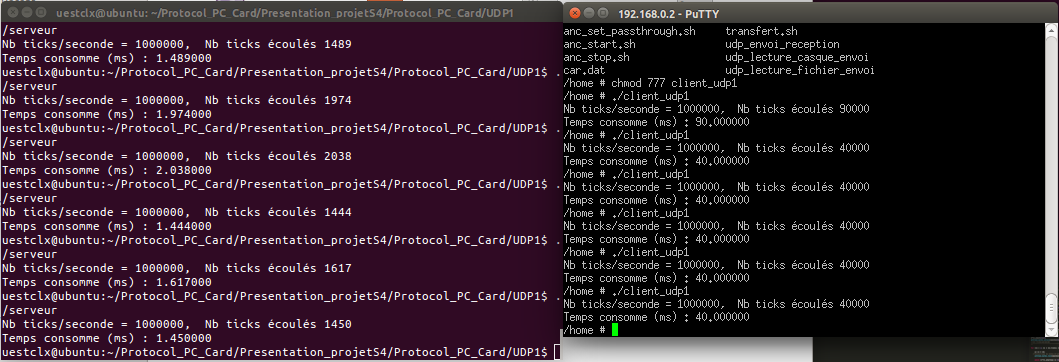 uestclx@ubuntu: ~/Protocol_PC_Card/Presentation_projetS4/Protocol_PC_Card/UDP1
/serveur
Nb ticks/seconde = 1000000,  Nb ticks écoulés 1489
Temps consomme (ms) : 1.489000
uestclx@ubuntu:~/Protocol_PC_Card/Presentation_projetS4/Protocol_PC_Card/UDP1$ .
/serveur
Nb ticks/seconde = 1000000,  Nb ticks écoulés 1974
Temps consomme (ms) : 1.974000
uestclx@ubuntu:~/Protocol_PC_Card/Presentation_projetS4/Protocol_PC_Card/UDP1$ .
/serveur
Nb ticks/seconde = 1000000,  Nb ticks écoulés 2038
Temps consomme (ms) : 2.038000
uestclx@ubuntu:~/Protocol_PC_Card/Presentation_projetS4/Protocol_PC_Card/UDP1$ .
/serveur
Nb ticks/seconde = 1000000,  Nb ticks écoulés 1444
Temps consomme (ms) : 1.444000
uestclx@ubuntu:~/Protocol_PC_Card/Presentation_projetS4/Protocol_PC_Card/UDP1$ .
/serveur
Nb ticks/seconde = 1000000,  Nb ticks écoulés 1617
Temps consomme (ms) : 1.617000
uestclx@ubuntu:~/Protocol_PC_Card/Presentation_projetS4/Protocol_PC_Card/UDP1$ .
/serveur
Nb ticks/seconde = 1000000,  Nb ticks écoulés 1450
Temps consomme (ms) : 1.450000
uestclx@ubuntu:~/Protocol_PC_Card/Presentation_projetS4/Protocol_PC_Card/UDP1$
192.168.0.2 - PuTTY
anc_set_passthrough.sh    transfert.sh
anc_start.sh              udp_envoi_reception
anc_stop.sh               udp_lecture_casque_envoi
car.dat                   udp_lecture_fichier_envoi
/home # chmod 777 client_udp1
/home # ./client_udp1
Nb ticks/seconde = 1000000,  Nb ticks écoulés 90000
Temps consomme (ms) : 90.000000
/home # ./client_udp1
Nb ticks/seconde = 1000000,  Nb ticks écoulés 40000
Temps consomme (ms) : 40.000000
/home # ./client_udp1
Nb ticks/seconde = 1000000,  Nb ticks écoulés 40000
Temps consomme (ms) : 40.000000
/home # ./client_udp1
Nb ticks/seconde = 1000000,  Nb ticks écoulés 40000
Temps consomme (ms) : 40.000000
/home # ./client_udp1
Nb ticks/seconde = 1000000,  Nb ticks écoulés 40000
Temps consomme (ms) : 40.000000
/home # ./client_udp1
Nb ticks/seconde = 1000000,  Nb ticks écoulés 40000
Temps consomme (ms) : 40.000000
/home #